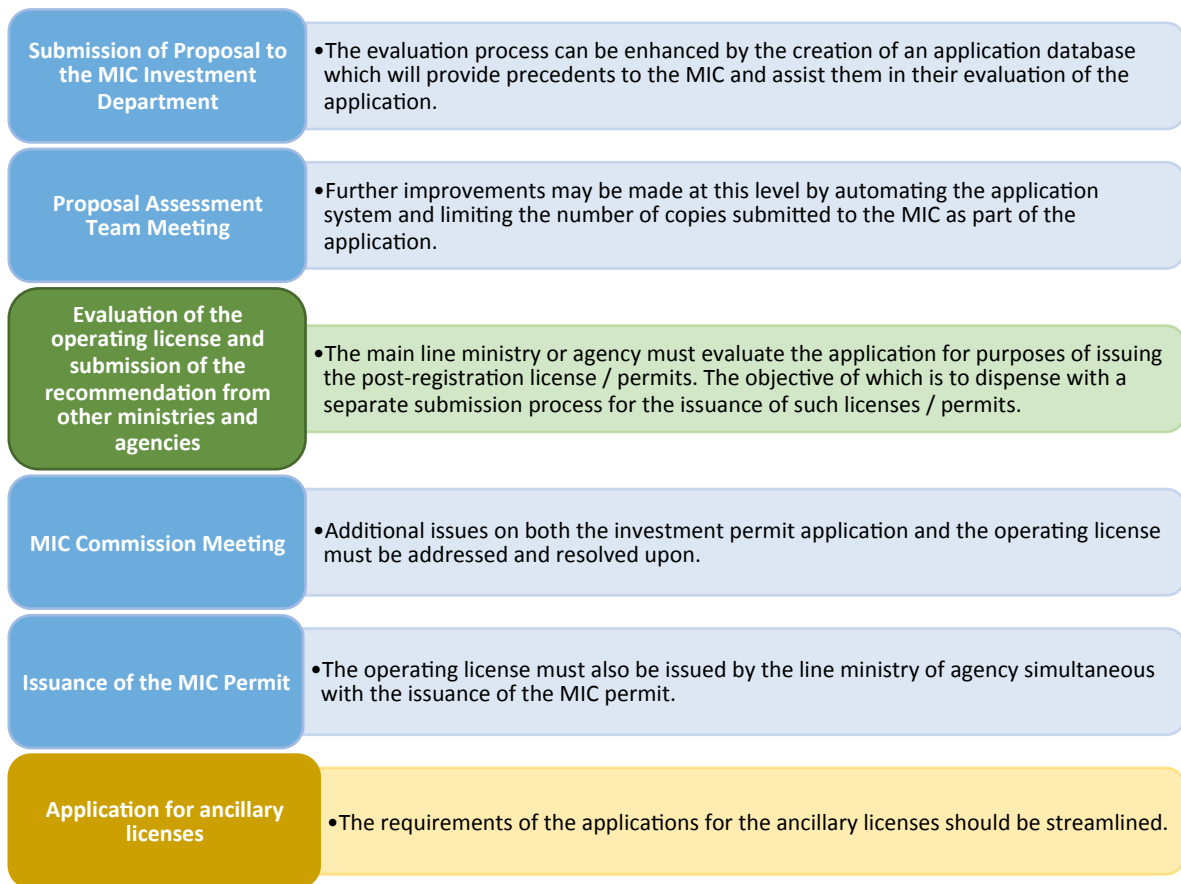 Submission of Proposal to
the MIC Investment
Department
•The evaluation process can be enhanced by the creation of an application database
which will provide precedents to the MIC and assist them in their evaluation of the
application.
Proposal Assessment
Team Meeting
•Further improvements may be made at this level by automating the application
system and limiting the number of copies submitted to the MIC as part of the
application.
Evaluation of the
operating license and
submission of the
recommendation from
other ministries and
agencies
•The main line ministry or agency must evaluate the application for purposes of issuing
the post-registration license / permits. The objective of which is to dispense with a
separate submission process for the issuance of such licenses / permits.
MIC Commission Meeting
•Additional issues on both the investment permit application and the operating license
must be addressed and resolved upon.
Issuance of the MIC Permit
•The operating license must also be issued by the line ministry of agency simultaneous
with the issuance of the MIC permit.
Application for ancillary
licenses
•The requirements of the applications for the ancillary licenses should be streamlined.